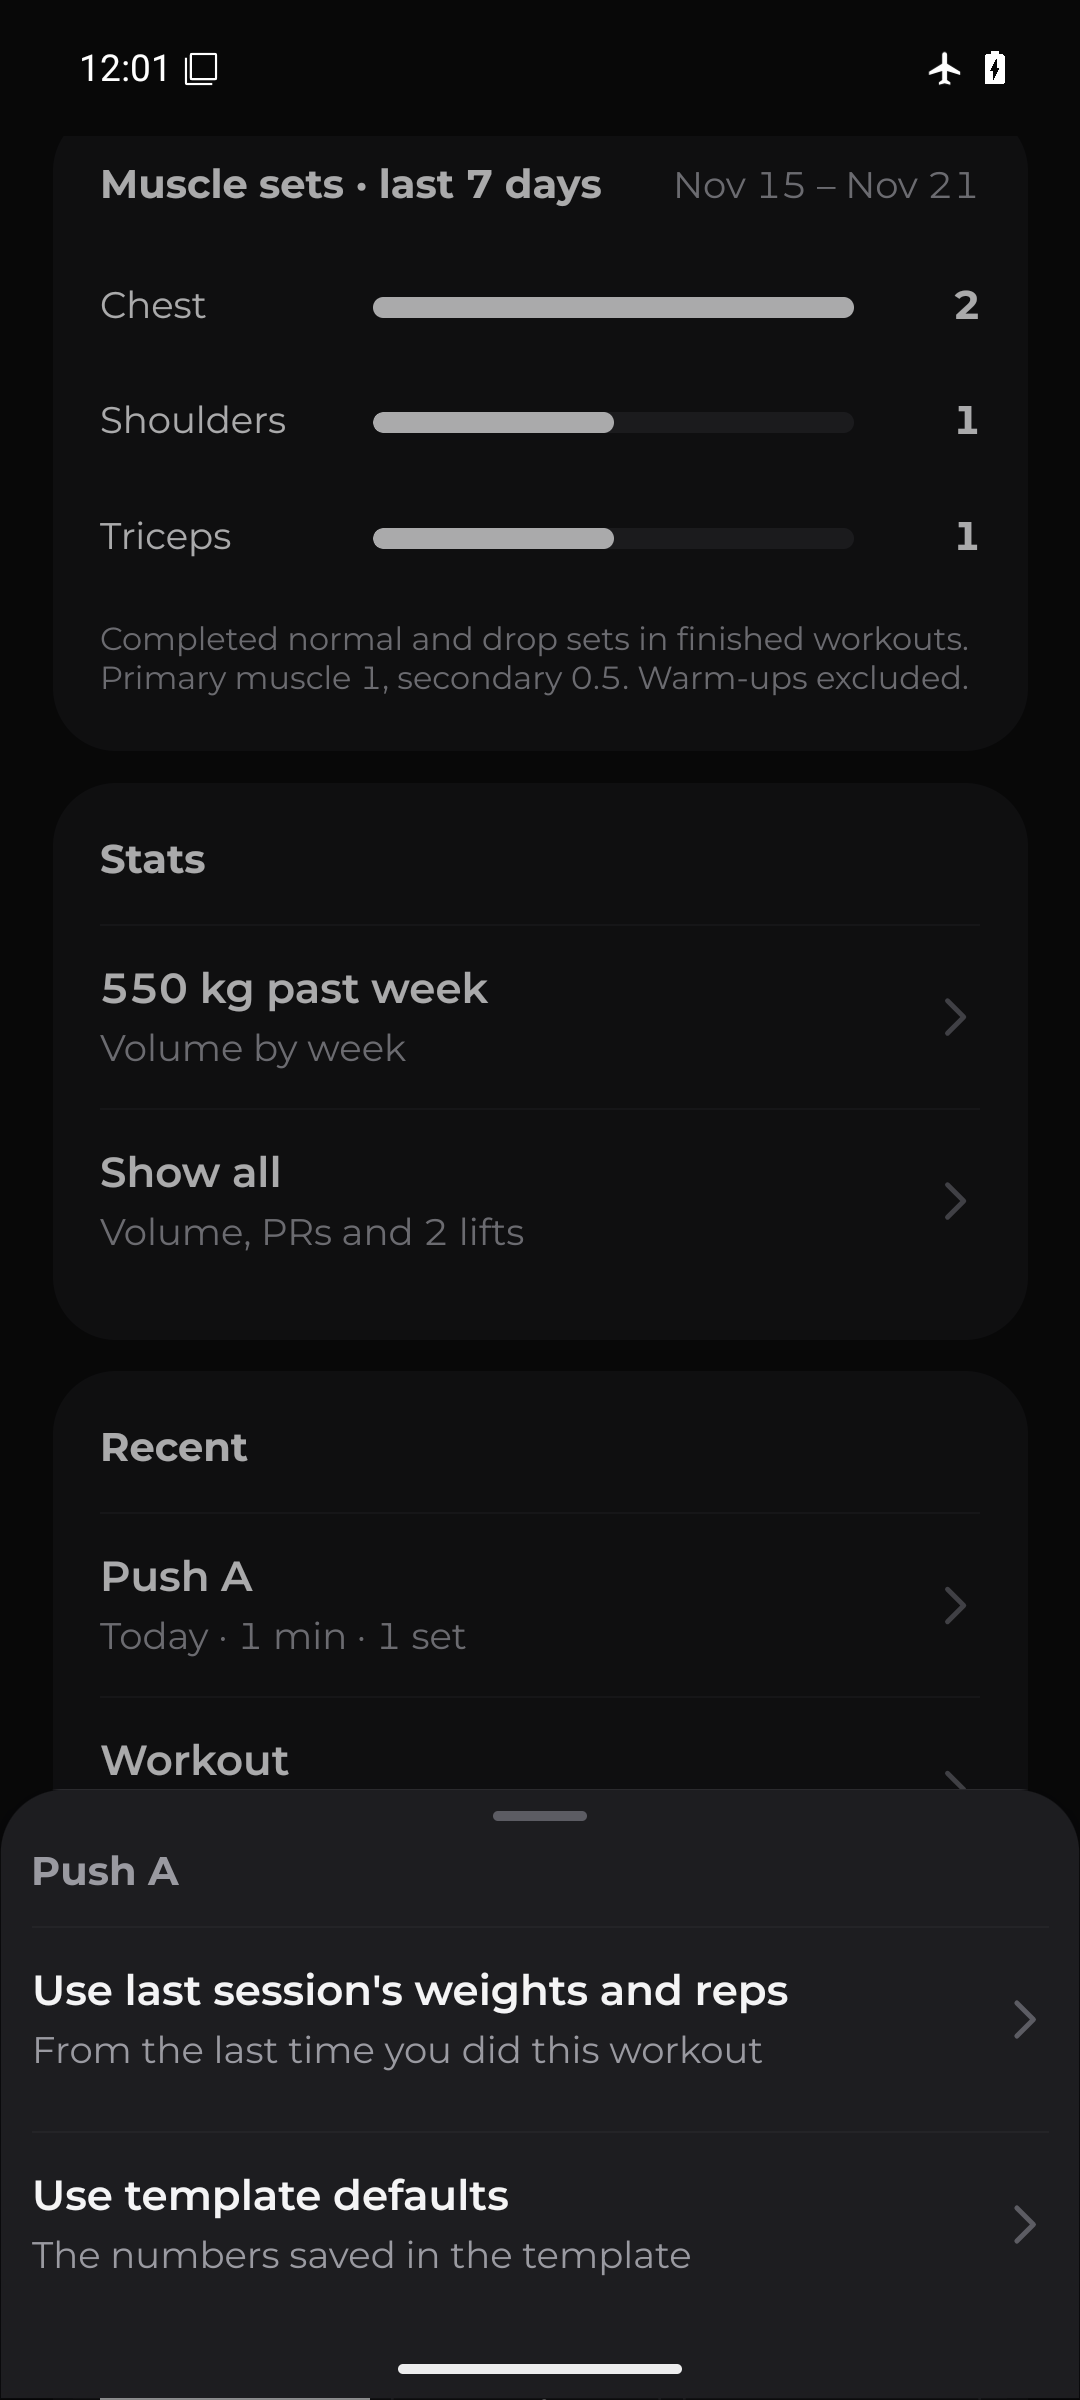 12:01
Muscle sets · last 7 days Nov 15 – Nov 21
Chest 2
Shoulders 1
Triceps 1
Completed normal and drop sets in finished workouts.
Primary muscle 1, secondary 0.5. Warm-ups excluded.
Stats
550 kg past week
Volume by week
Show all
Volume, PRs and 2 lifts
Recent
Push A
Today · 1 min · 1 set
Workout
Push A
Use last session's weights and reps
From the last time you did this workout
Use template defaults
The numbers saved in the template